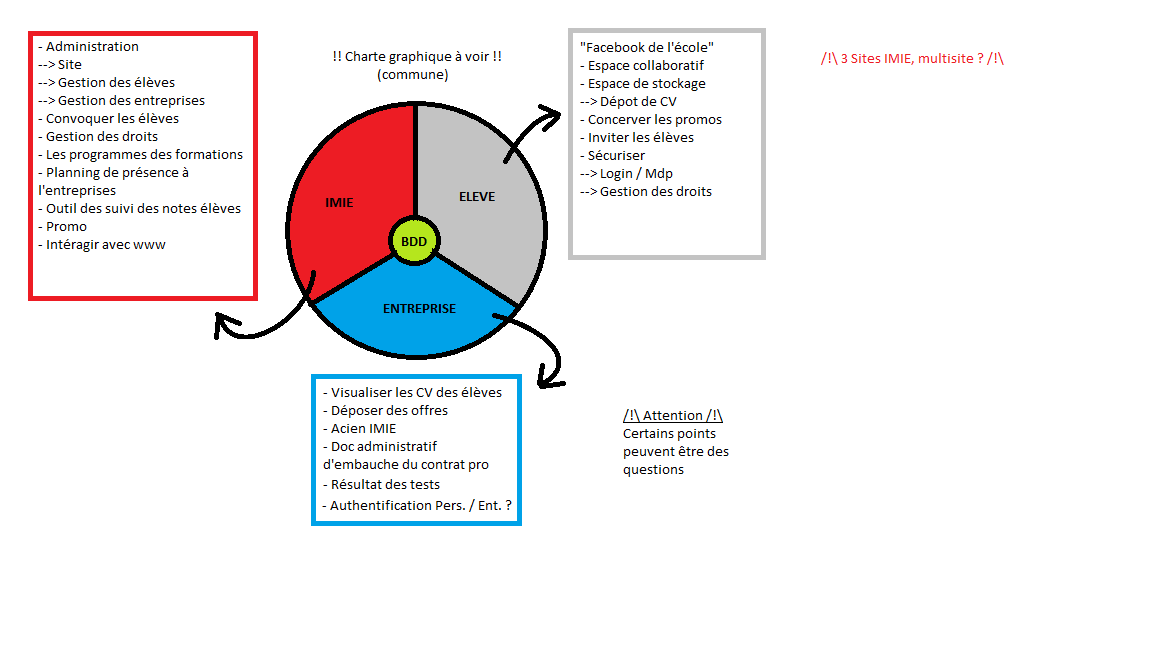 - Administration
--> Site
--> Gestion des élèves
--> Gestion des entreprises
- Convoquer les élèves
- Gestion des droits
- Les programmes des formations
- Planning de présence à
l'entreprises
- Outil des suivi des notes élèves
- Promo
- Intéragir avec www
!! Charte graphique à voir !!
(commune)
"Facebook de l'école"
- Espace collaboratif
- Espace de stockage
--> Dépot de CV
- Concerver les promos
- Inviter les élèves
- Sécuriser
--> Login / Mdp
--> Gestion des droits
/!\ 3 Sites IMIE, multisite ? /!\
IMIE
ELEVE
BDD
ENTREPRISE
- Visualiser les CV des élèves
- Déposer des offres
- Acien IMIE
- Doc administratif
d'embauche du contrat pro
- Résultat des tests
- Authentification Pers. / Ent. ?
/!\ Attention /!\
Certains points
peuvent être des
questions